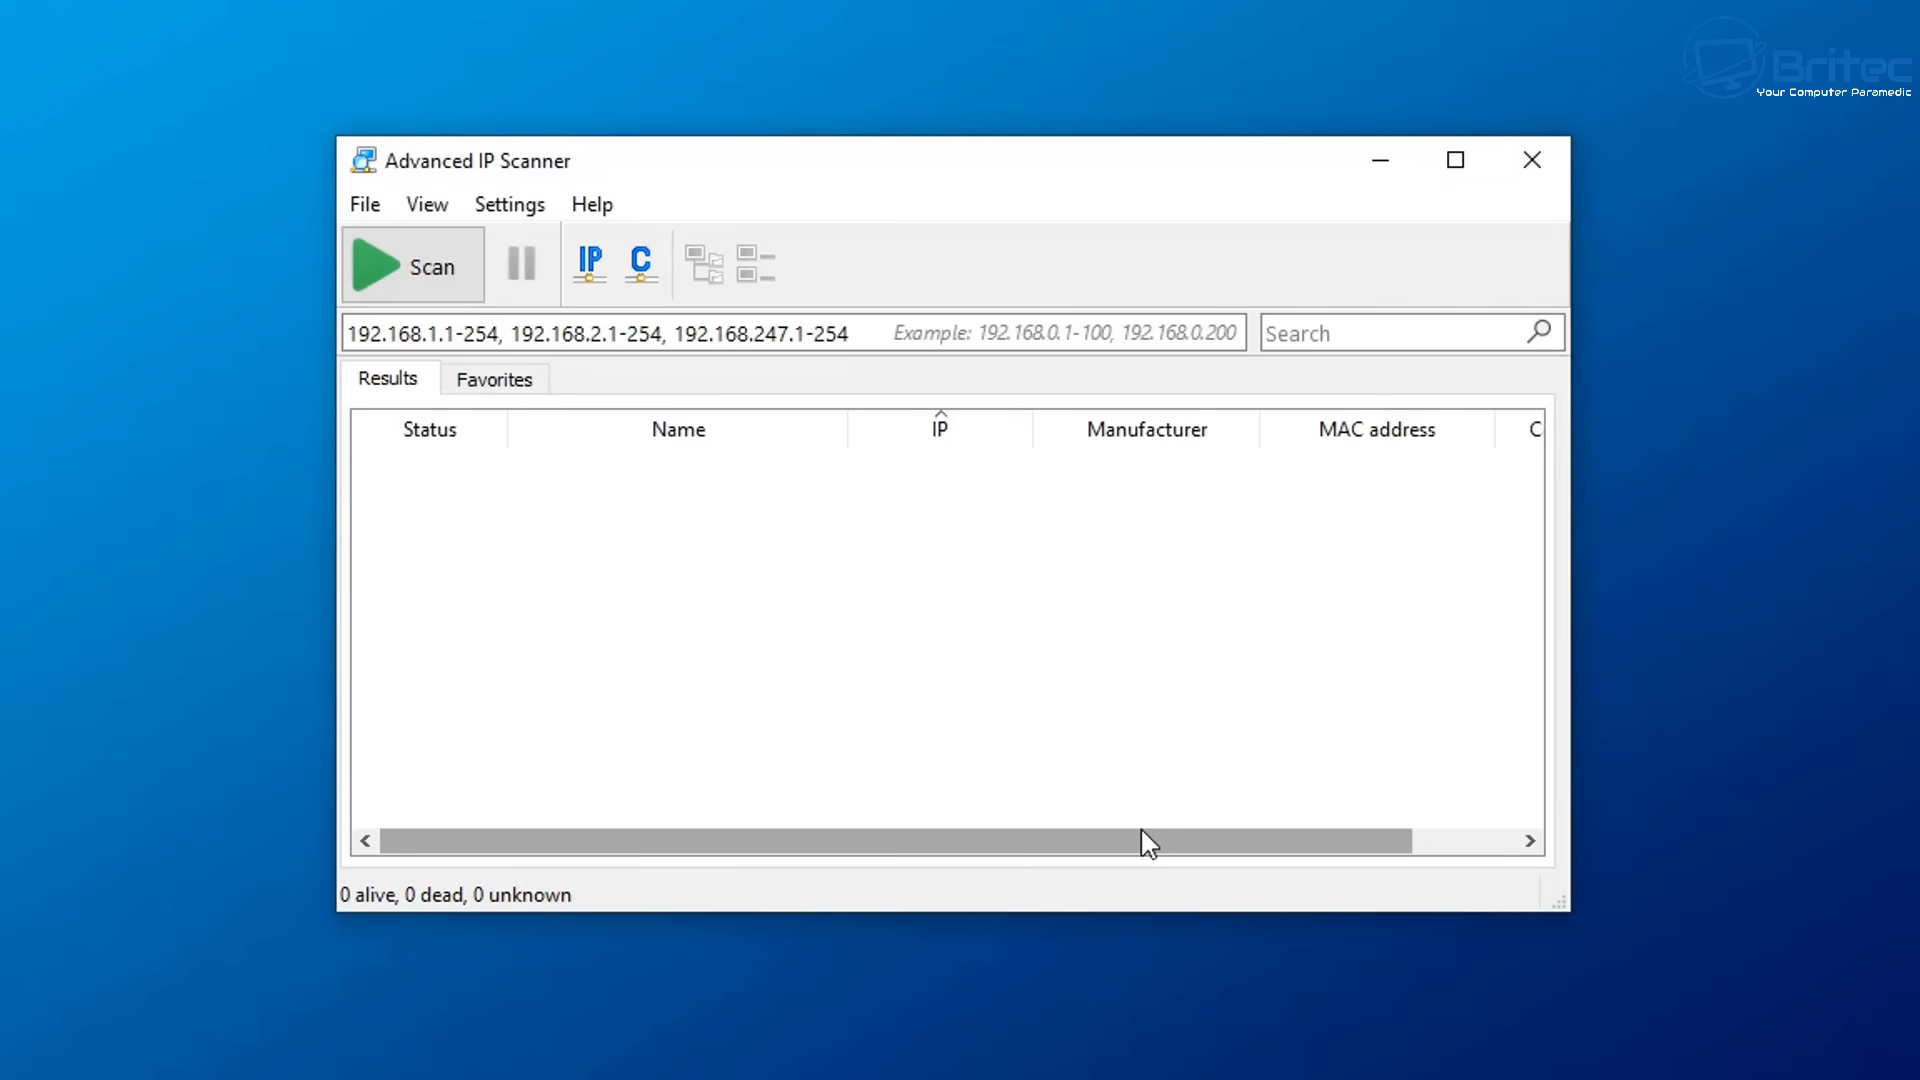 Britec
Your Computer Paramedic
Advanced IP Scanner
File View Settings Help
Scan IP C
192.168.1.1-254, 192.168.2.1-254, 192.168.247.1-254 Example: 192.168.0.1-100, 192.168.0.200 Search
Results Favorites
Status Name IP Manufacturer MAC address C
0 alive, 0 dead, 0 unknown